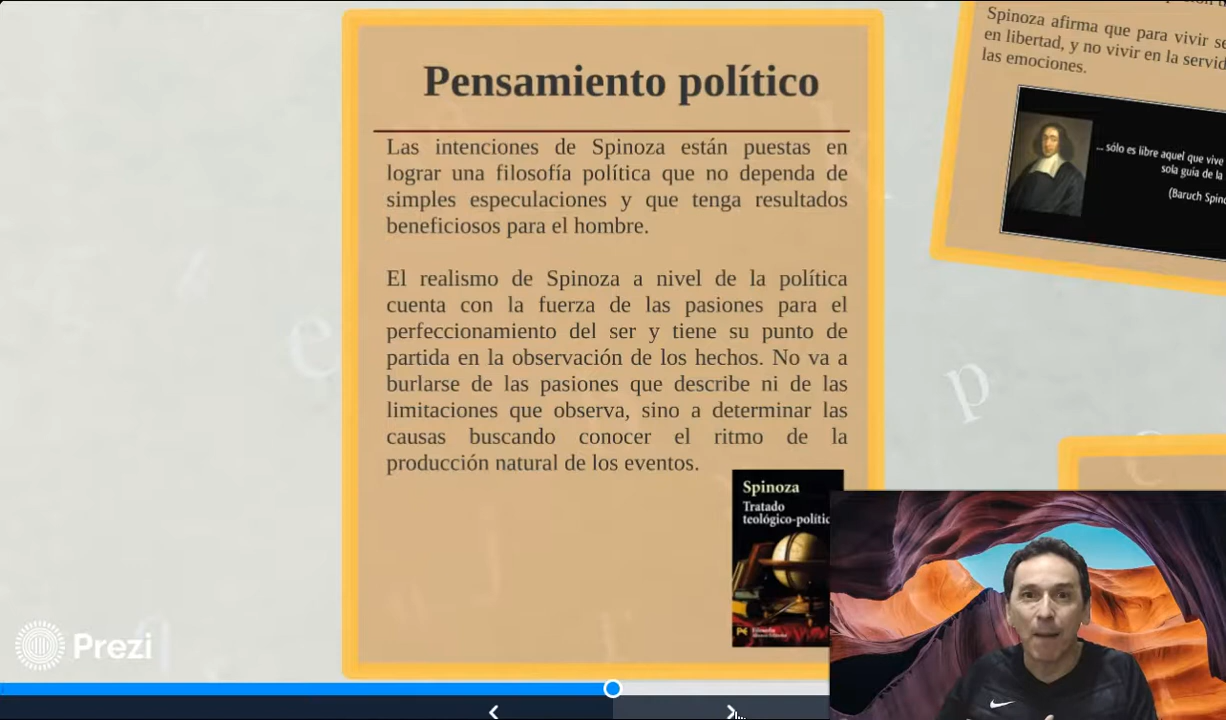 Pensamiento político
Las intenciones de Spinoza están puestas en
lograr una filosofía política que no dependa de
simples especulaciones y que tenga resultados
beneficiosos para el hombre.
El realismo de Spinoza a nivel de la política
cuenta con la fuerza de las pasiones para el
perfeccionamiento del ser y tiene su punto de
partida en la observación de los hechos. No va a
burlarse de las pasiones que describe ni de las
limitaciones que observa, sino a determinar las
causas buscando conocer el ritmo de la
producción natural de los eventos.
Spinoza
Tratado
teológico-polític
Spinoza afirma que para vivir se
en libertad, y no vivir en la servid
las emociones.
... sólo es libre aquel que vive
sola guía de la
(Baruch Spino
Prezi